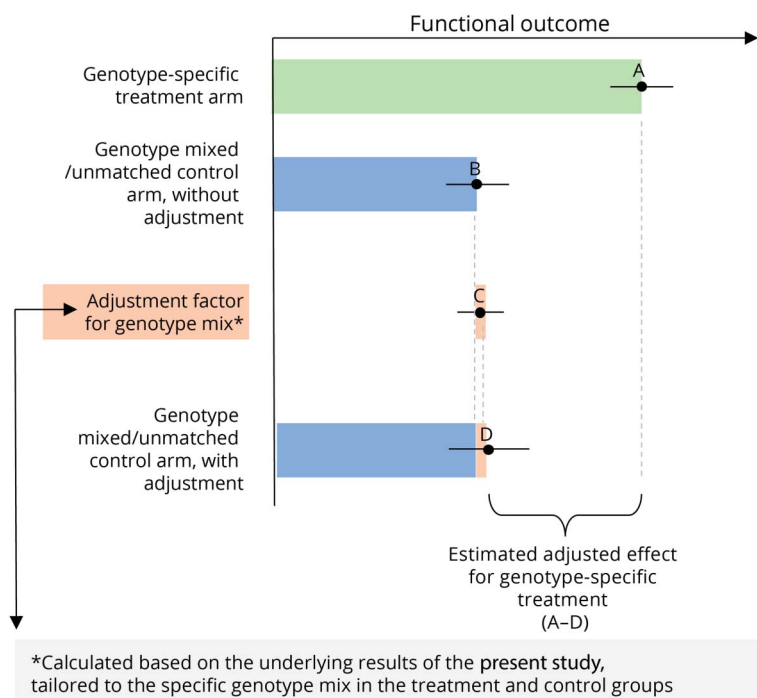 Functional outcome
Genotype-specific
treatment arm
A
Genotype mixed
/unmatched control
arm, without
adjustment
B
Adjustment factor
for genotype mix*
C
Genotype
mixed/unmatched
control arm, with
adjustment
D
Estimated adjusted effect
for genotype-specific
treatment
(A–D)
*Calculated based on the underlying results of the present study,
tailored to the specific genotype mix in the treatment and control groups